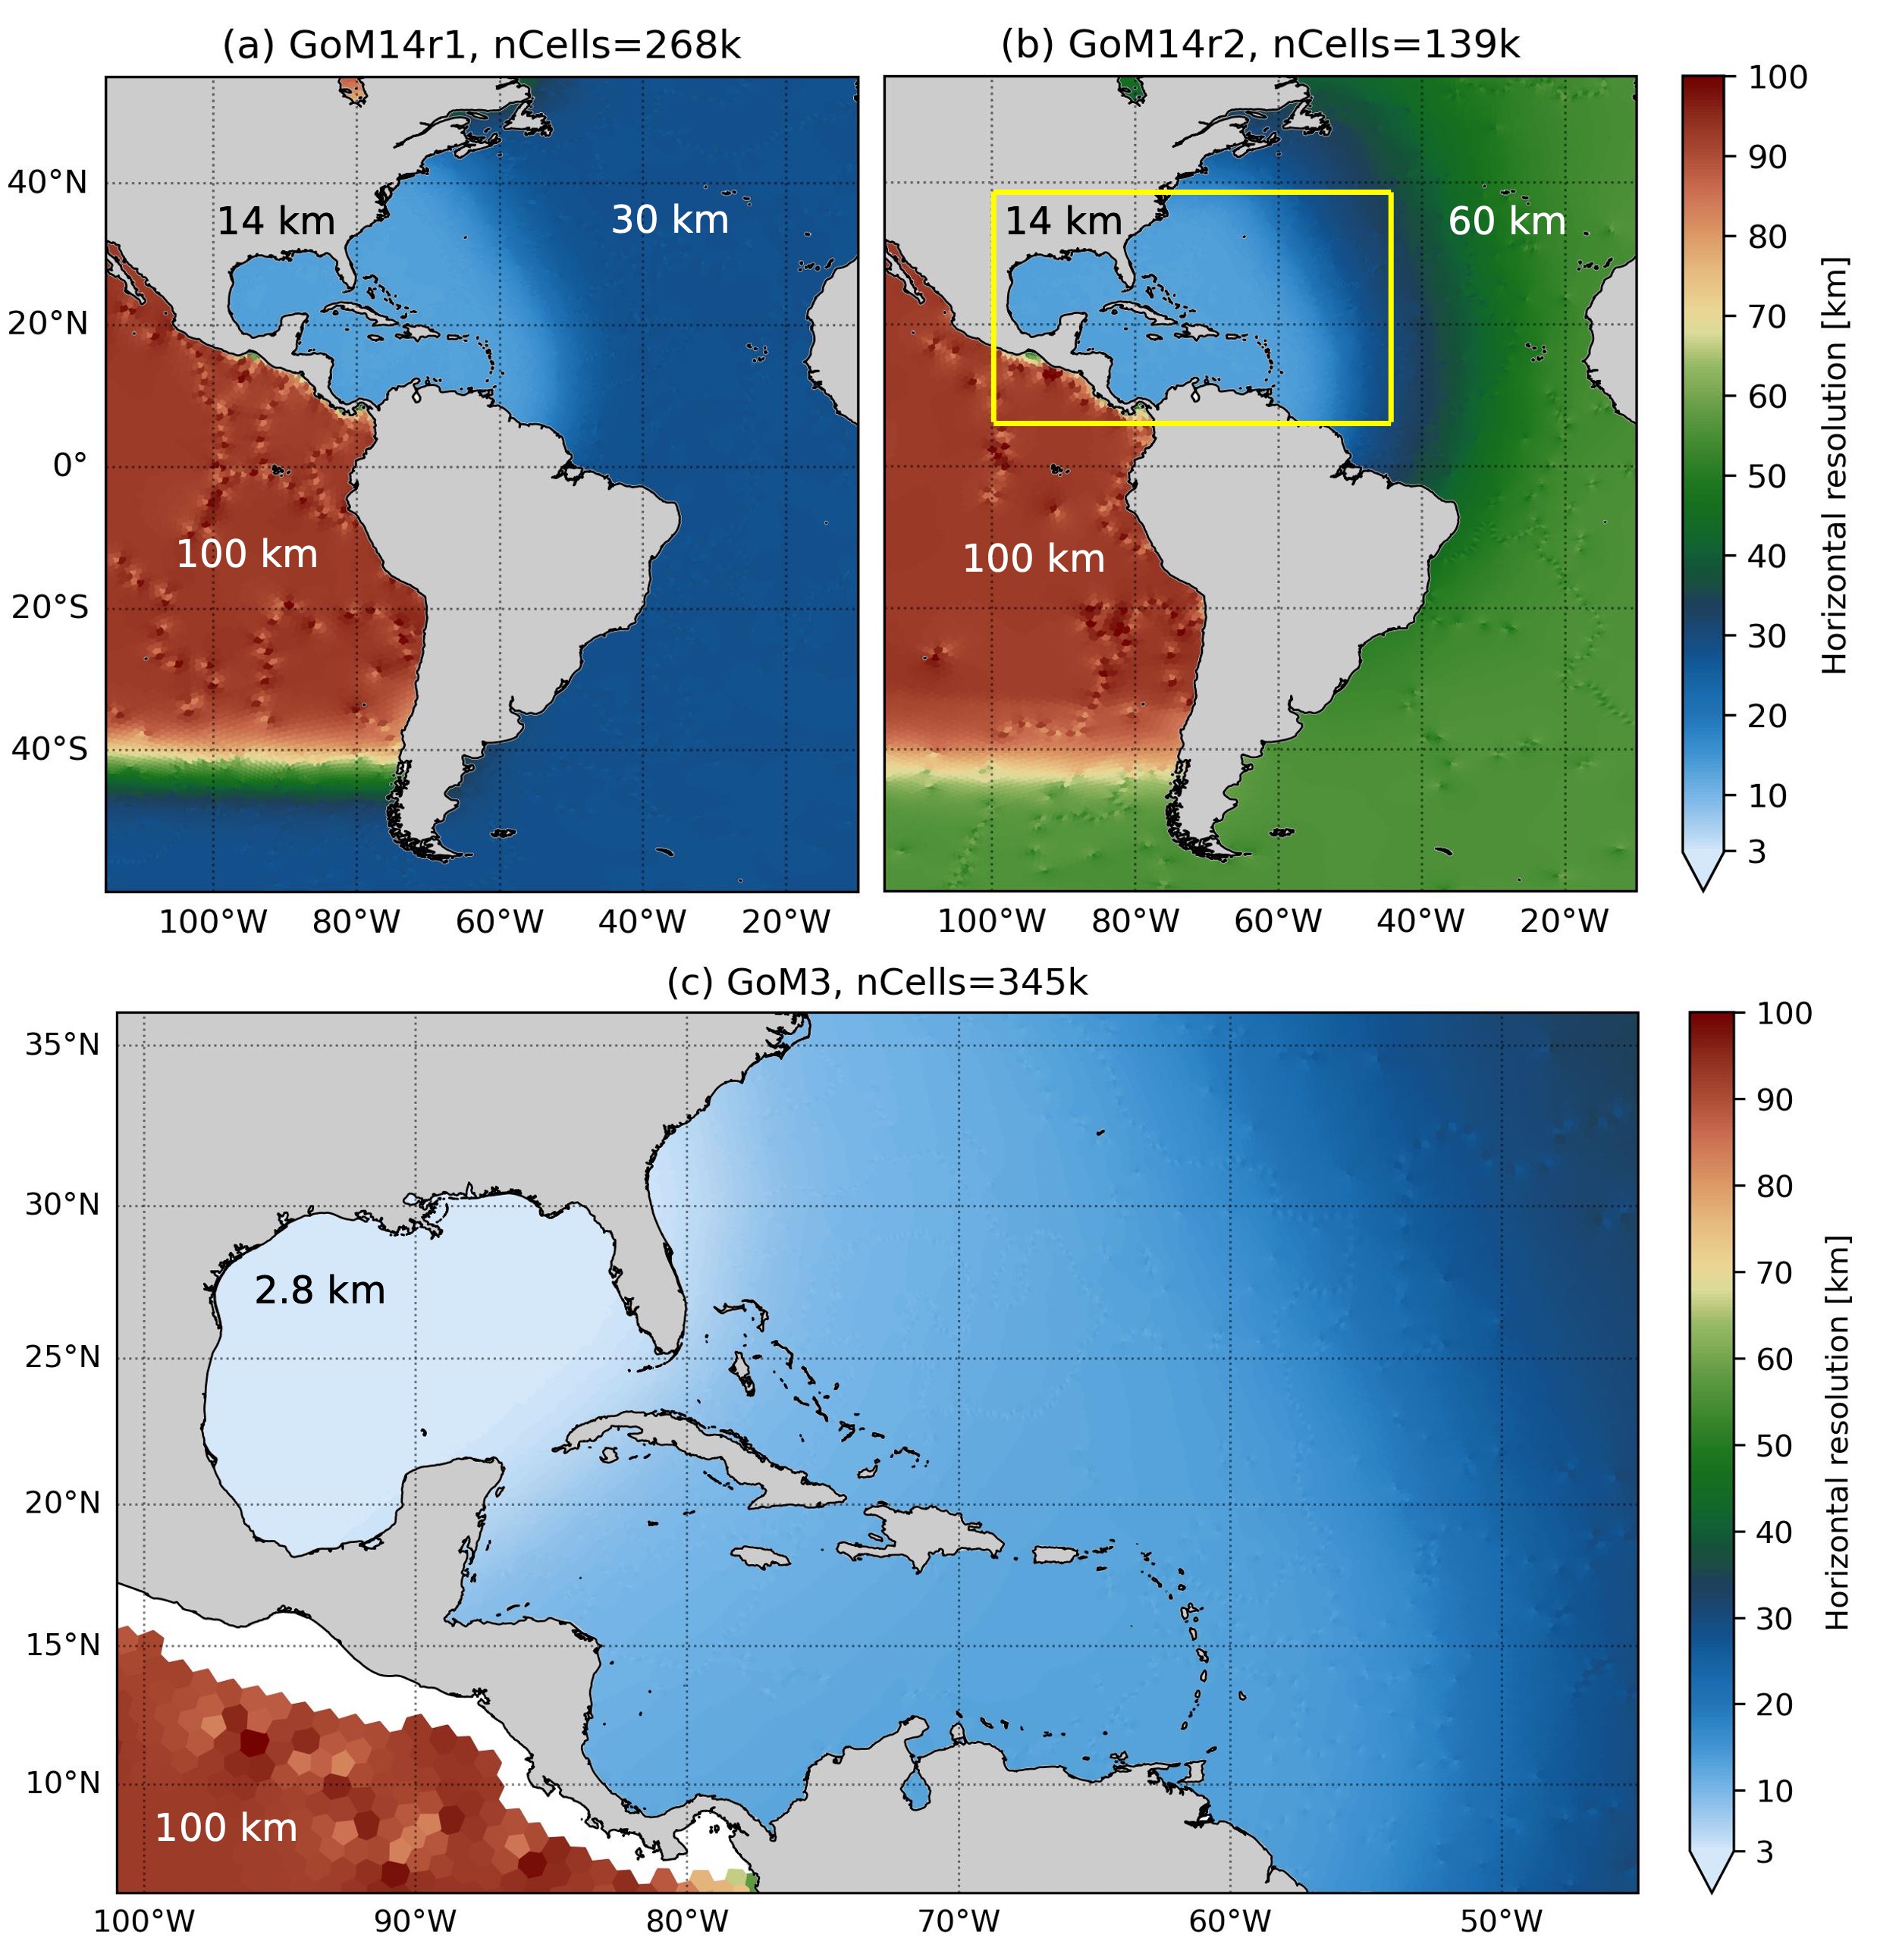 (a) GoM14r1, nCells=268k
(b) GoM14r2, nCells=139k
40°N
20°N
0°
20°S
40°S
14 km
30 km
100 km
14 km
60 km
100 km
100°W
80°W
60°W
40°W
20°W
100°W
80°W
60°W
40°W
20°W
100
90
80
70
60
50
40
30
20
10
3
Horizontal resolution [km]
(c) GoM3, nCells=345k
35°N
30°N
25°N
20°N
15°N
10°N
2.8 km
100 km
100°W
90°W
80°W
70°W
60°W
50°W
100
90
80
70
60
50
40
30
20
10
3
Horizontal resolution [km]